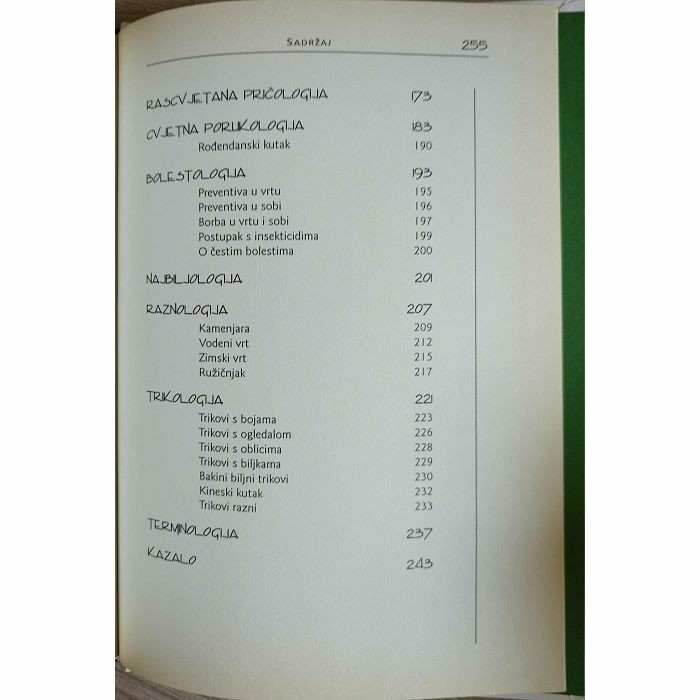 SADRŽAJ 255
RASCVJETANA PRIČOLOGIJA 173
CVJETNA PORUKOLOGIJA 183
Rođendanski kutak 190
BOLESTOLOGIJA 193
Preventiva u vrtu 195
Preventiva u sobi 196
Borba u vrtu i sobi 197
Postupak s insekticidima 199
O čestim bolestima 200
NAJBILJOLOGIJA 201
RAZNOLOGIJA 207
Kamenjara 209
Vodeni vrt 212
Zimski vrt 215
Ružičnjak 217
TRIKOLOGIJA 221
Trikovi s bojama 223
Trikovi s ogledalom 226
Trikovi s oblicima 228
Trikovi s biljkama 229
Bakini biljni trikovi 230
Kineski kutak 232
Trikovi razni 233
TERMINOLOGIJA 237
KAZALO 243